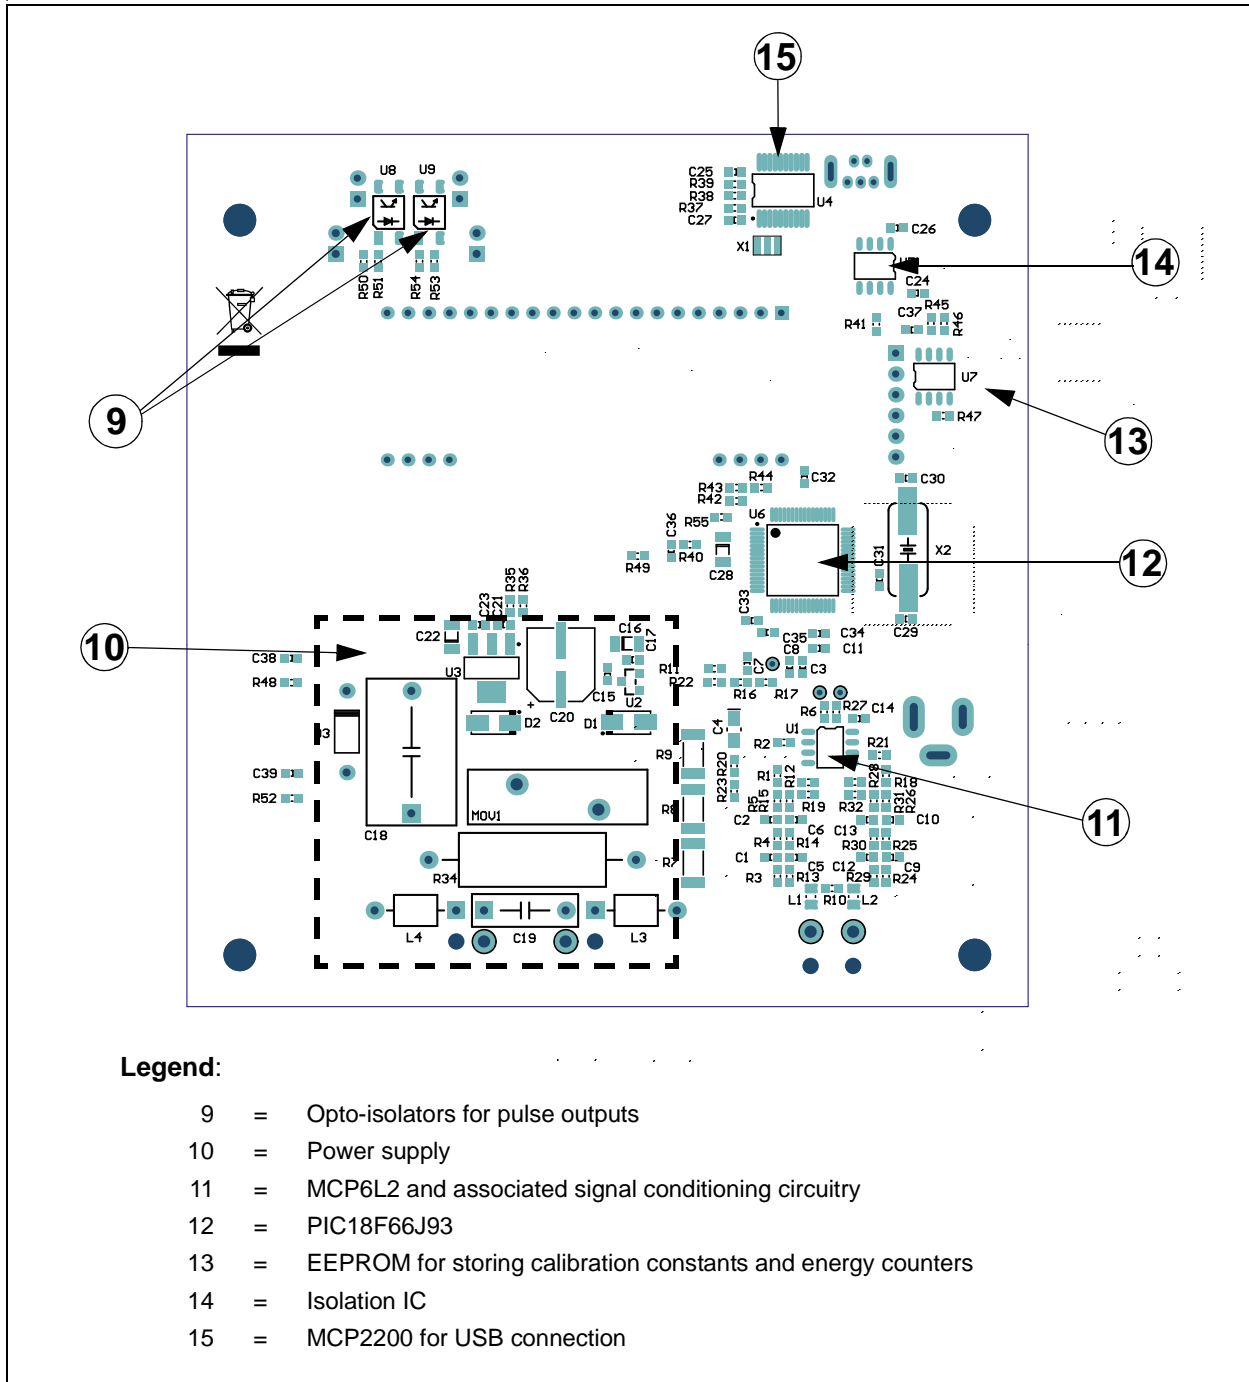 15
U8 U9
C25
R39
R38
R37
C27
U4
X1
C26
14
C24
R50
R51
R54
R53
R45
C37
R41
R46
U7
9
R47
13
R44
C32
C30
R43
R42
R55
U6
C36
R40
R49
C28
C31
X2
12
R35
R36
C33
C23
C21
C16
C17
C22
C35
C34
C29
10
C8
C11
C38
U3
R11
C7
C3
R48
C15
R22
R16
R17
U2
R27
R6
C14
D2
C20
D1
C4
U1
R2
R21
R9
R20
R12
R28
C39
R1
R18
R23
R52
R5
R15
R19
R32
R31
R26
MOV1
R8
C2
C6
C13
C10
11
C18
R4
R14
R30
R25
R34
R7
C1
C5
C12
C9
R3
R13
R29
R24
L1
R10
L2
L4
C19
L3
Legend:
9 = Opto-isolators for pulse outputs
10 = Power supply
11 = MCP6L2 and associated signal conditioning circuitry
12 = PIC18F66J93
13 = EEPROM for storing calibration constants and energy counters
14 = Isolation IC
15 = MCP2200 for USB connection